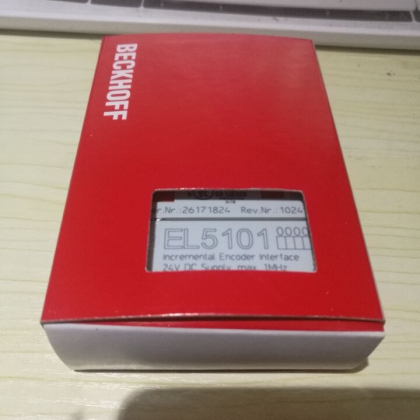 BECKHOFF
r.Nr.:26171824 Rev.Nr.:1024
EL5101 0000
Incremental Encoder Interface
24V DC Supply, max. 1MHz